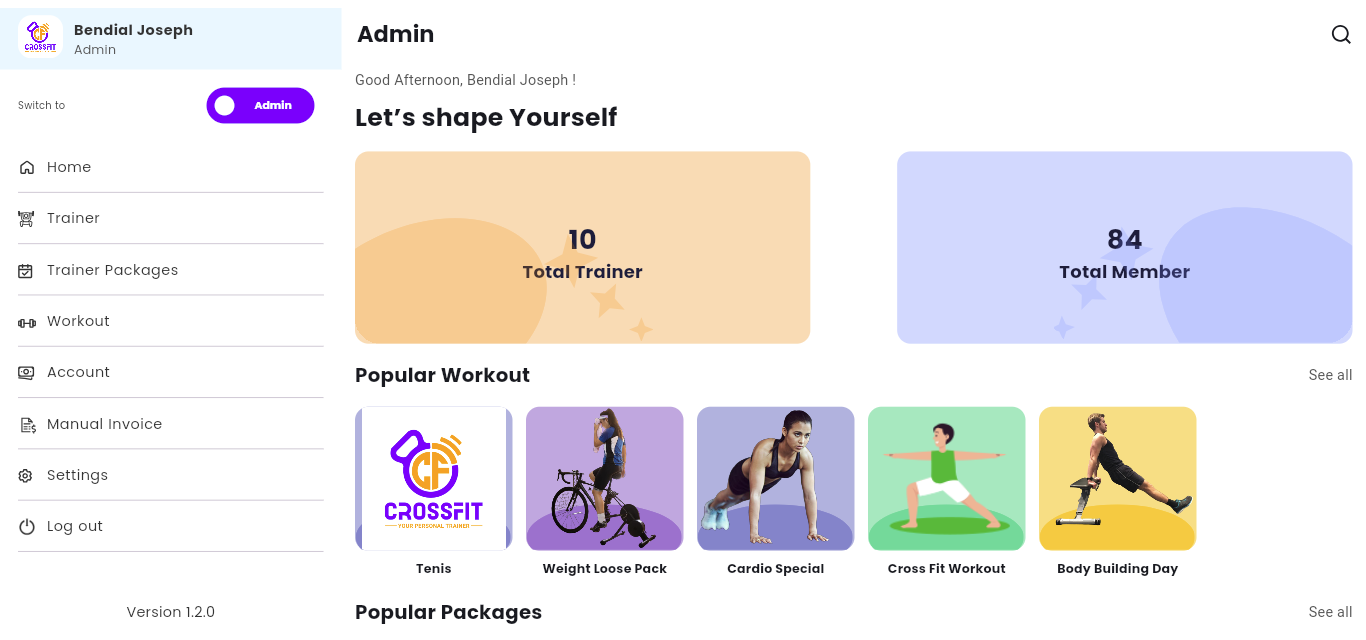 Bendial Joseph
Admin
CROSSFIT
Switch to
Admin
Home
Trainer
Trainer Packages
Workout
Account
Manual Invoice
Settings
Log out
Version 1.2.0
Admin
Good Afternoon, Bendial Joseph !
Let’s shape Yourself
10
Total Trainer
84
Total Member
Popular Workout
See all
CF
CROSSFIT
YOUR PERSONAL TRAINER
Tenis
Weight Loose Pack
Cardio Special
Cross Fit Workout
Body Building Day
Popular Packages
See all